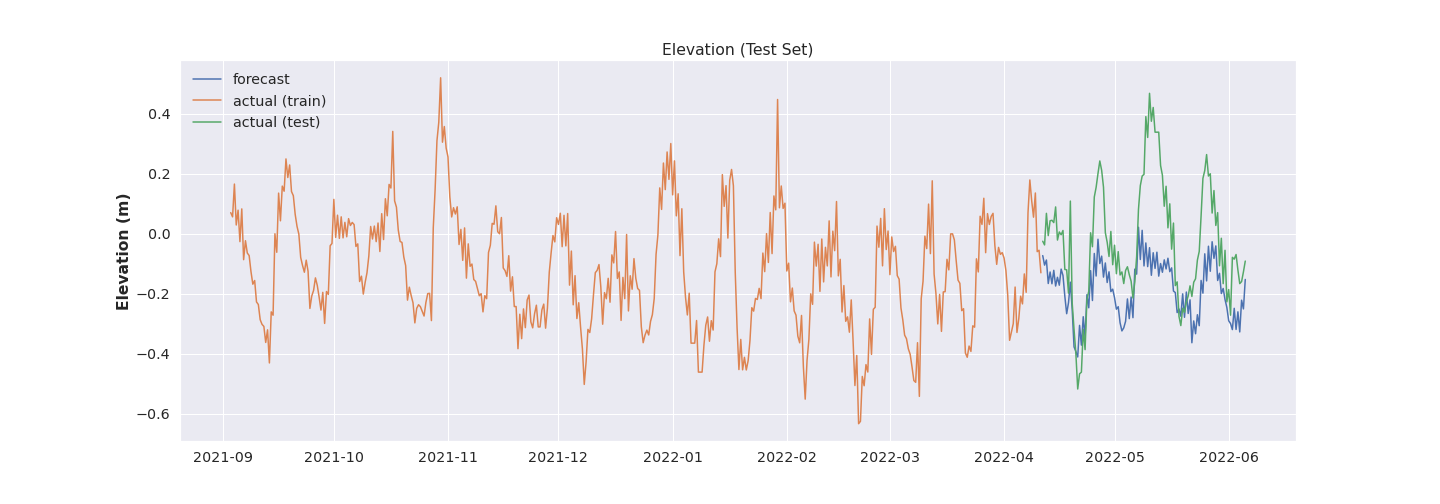 Elevation (Test Set)
forecast
actual (train)
actual (test)
Elevation (m)
0.4
0.2
0.0
−0.2
−0.4
−0.6
2021-09 2021-10 2021-11 2021-12 2022-01 2022-02 2022-03 2022-04 2022-05 2022-06